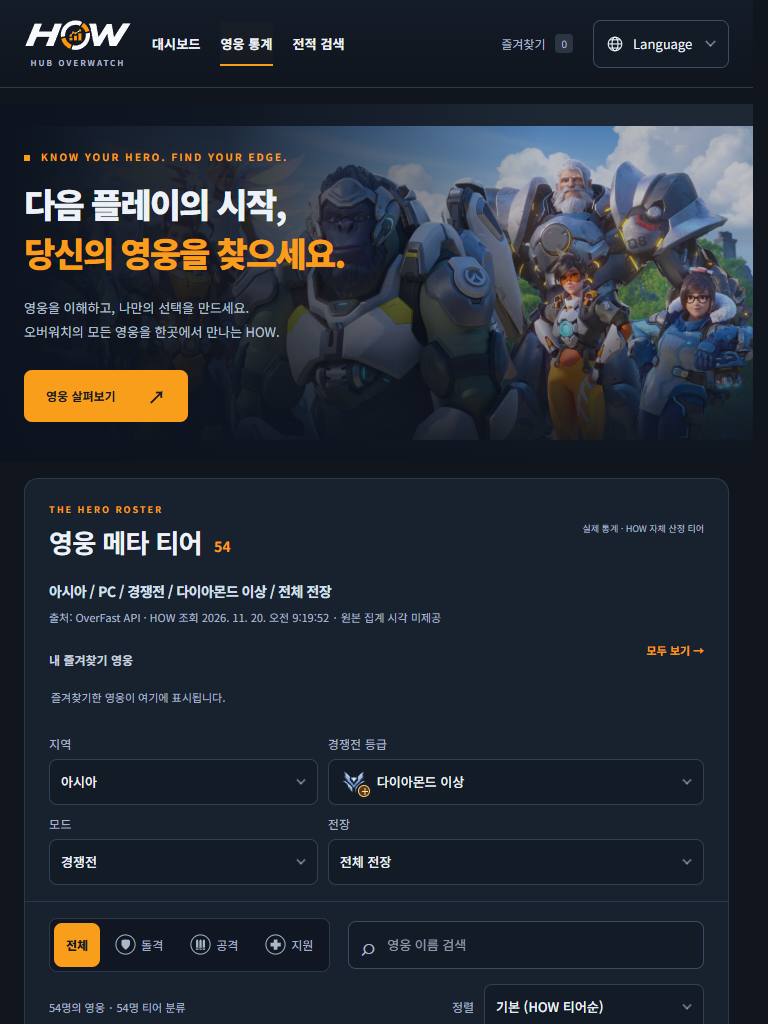 HOW
HUB OVERWATCH
대시보드
영웅 통계
전적 검색
즐겨찾기 0
Language
KNOW YOUR HERO. FIND YOUR EDGE.
다음 플레이의 시작,
당신의 영웅을 찾으세요.
영웅을 이해하고, 나만의 선택을 만드세요.
오버워치의 모든 영웅을 한곳에서 만나는 HOW.
영웅 살펴보기 ↗
THE HERO ROSTER
영웅 메타 티어 54
실제 통계 · HOW 자체 산정 티어
아시아 / PC / 경쟁전 / 다이아몬드 이상 / 전체 전장
출처: OverFast API · HOW 조회 2026. 11. 20. 오전 9:19:52 · 원본 집계 시각 미제공
내 즐겨찾기 영웅
모두 보기 →
즐겨찾기한 영웅이 여기에 표시됩니다.
지역
경쟁전 등급
아시아
다이아몬드 이상
모드
전장
경쟁전
전체 전장
전체
돌격
공격
지원
영웅 이름 검색
54명의 영웅 · 54명 티어 분류
정렬
기본 (HOW 티어순)